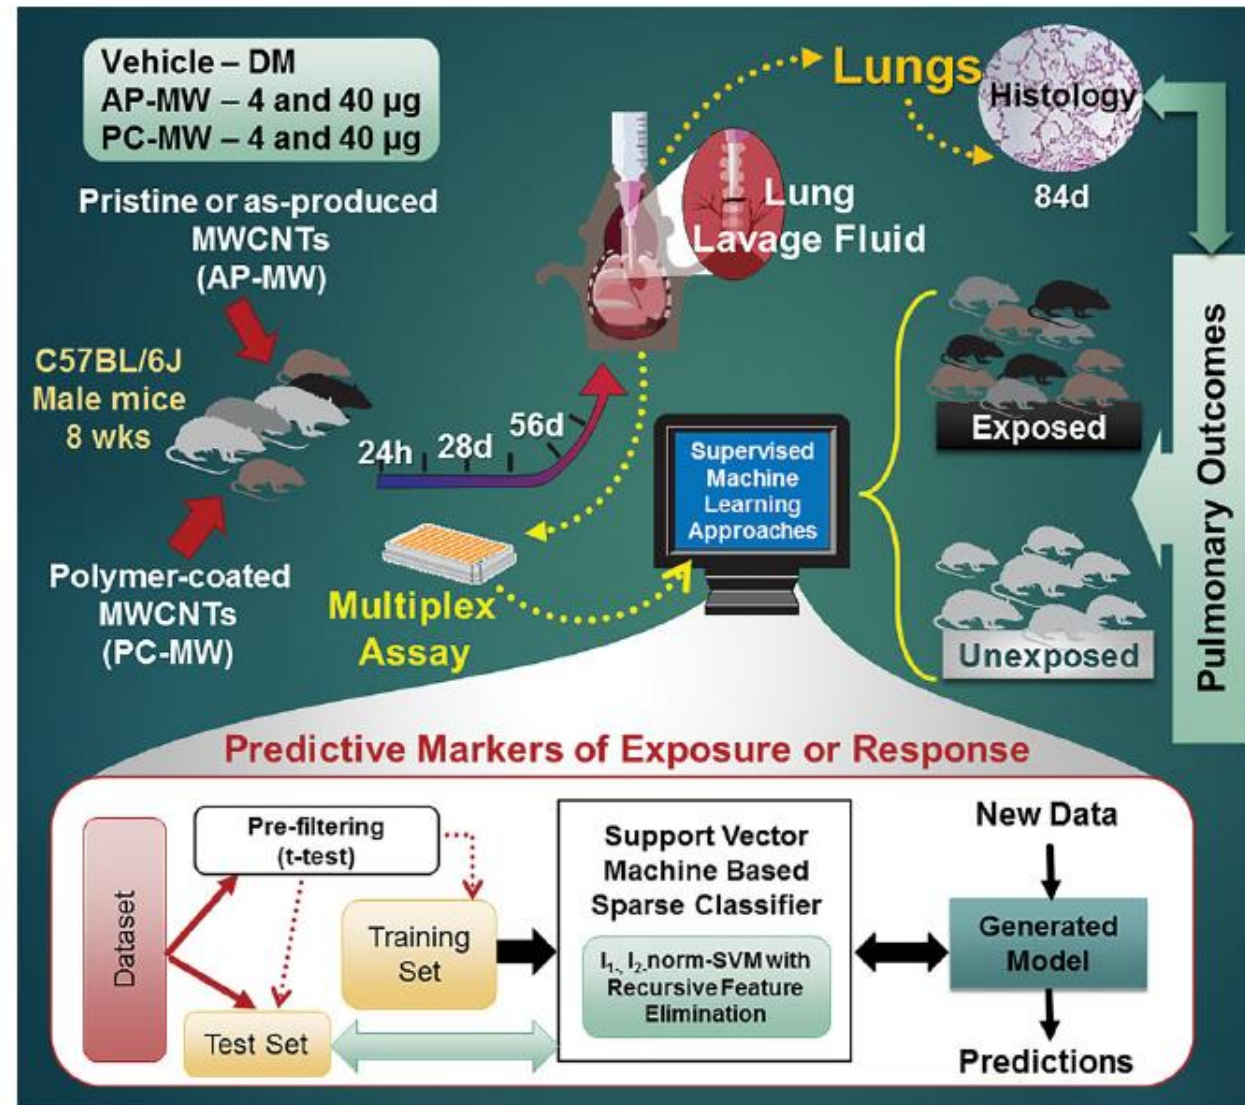 Vehicle – DM
AP-MW – 4 and 40 µg
PC-MW – 4 and 40 µg
Pristine or as-produced
MWCNTs
(AP-MW)
C57BL/6J
Male mice
8 wks
Polymer-coated
MWCNTs
(PC-MW)
24h
28d
56d
Lung
Lavage Fluid
Lungs
Histology
84d
Multiplex
Assay
Supervised
Machine
Learning
Approaches
Exposed
Unexposed
Pulmonary Outcomes
Predictive Markers of Exposure or Response
Dataset
Pre-filtering
(t-test)
Training
Set
Test Set
Support Vector
Machine Based
Sparse Classifier
l₁-, l₂-norm-SVM with
Recursive Feature
Elimination
New Data
Generated
Model
Predictions